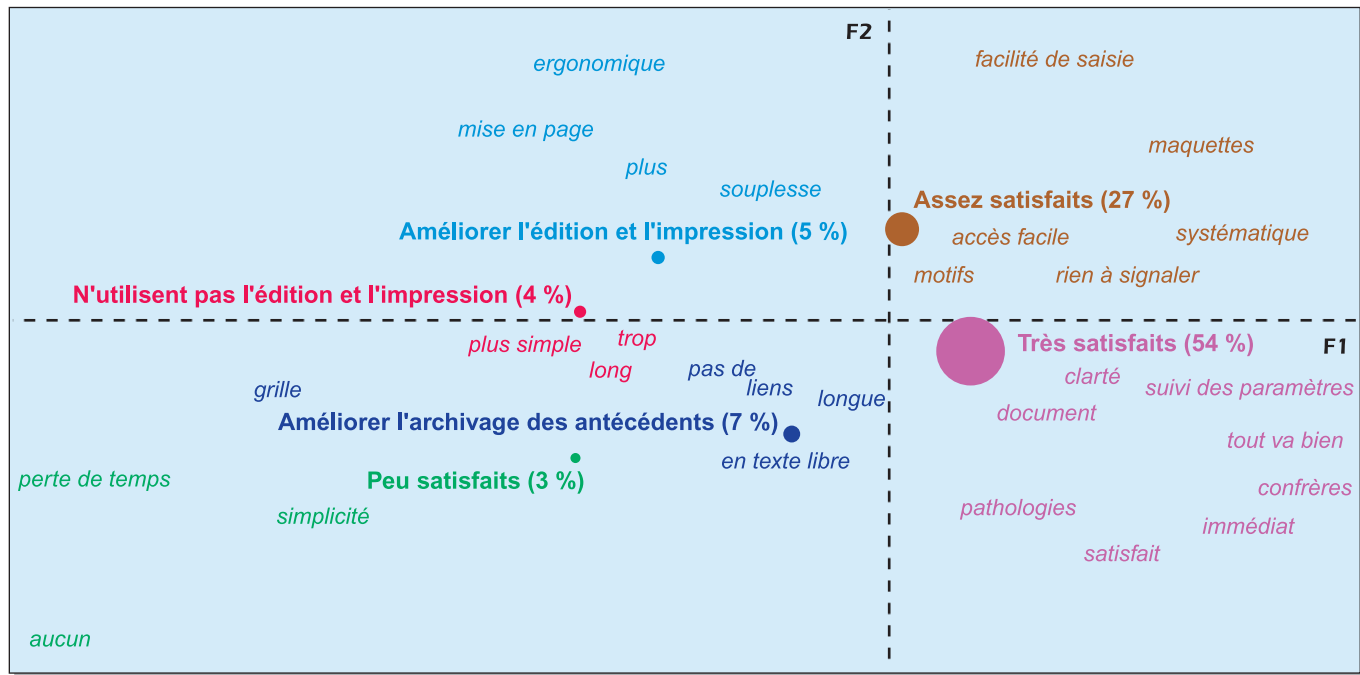 F2
facilité de saisie
ergonomique
mise en page
maquettes
plus
souplesse
Assez satisfaits (27 %)
Améliorer l'édition et l'impression (5 %)
accès facile
systématique
motifs
rien à signaler
N'utilisent pas l'édition et l'impression (4 %)
trop
plus simple
Très satisfaits (54 %)
F1
long
pas de
liens
longue
grille
clarté
suivi des paramètres
document
Améliorer l'archivage des antécédents (7 %)
tout va bien
en texte libre
Peu satisfaits (3 %)
perte de temps
confrères
simplicité
pathologies
immédiat
satisfait
aucun